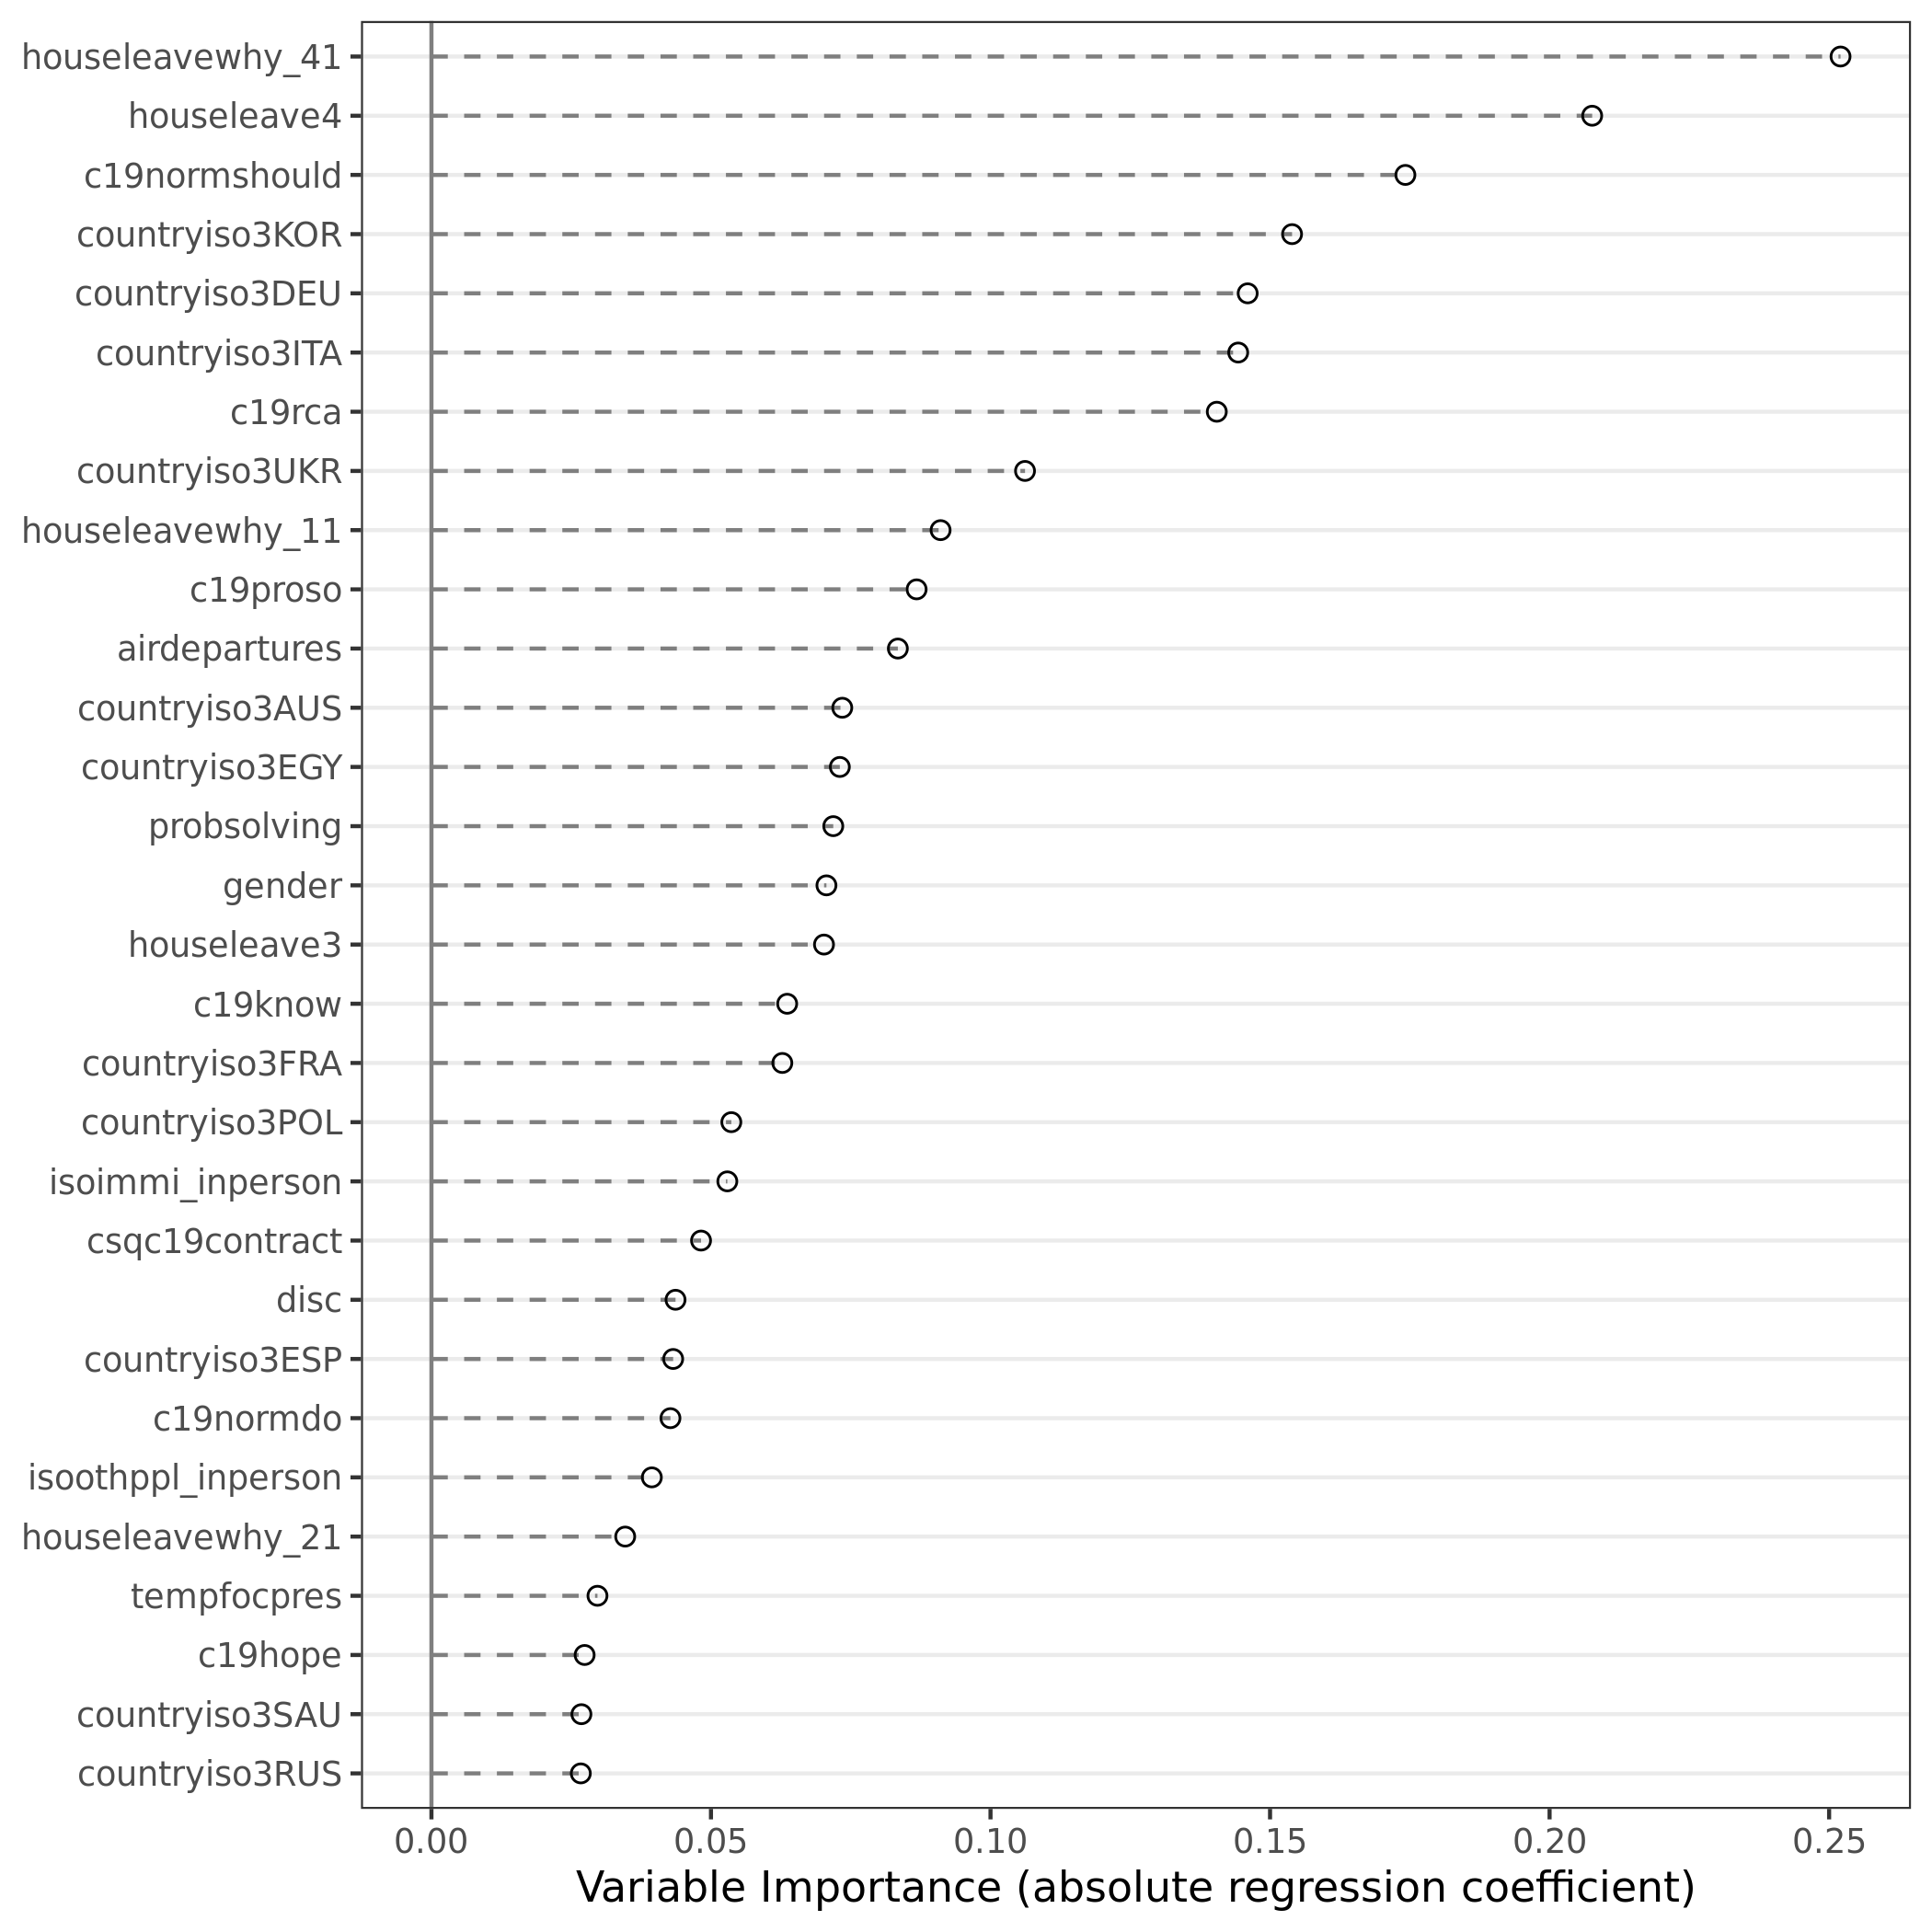 houseleavewhy_41
houseleave4
c19normshould
countryiso3KOR
countryiso3DEU
countryiso3ITA
c19rca
countryiso3UKR
houseleavewhy_11
c19proso
airdepartures
countryiso3AUS
countryiso3EGY
probsolving
gender
houseleave3
c19know
countryiso3FRA
countryiso3POL
isoimmi_inperson
csqc19contract
disc
countryiso3ESP
c19normdo
isoothppl_inperson
houseleavewhy_21
tempfocpres
c19hope
countryiso3SAU
countryiso3RUS
0.00 0.05 0.10 0.15 0.20 0.25
Variable Importance (absolute regression coefficient)